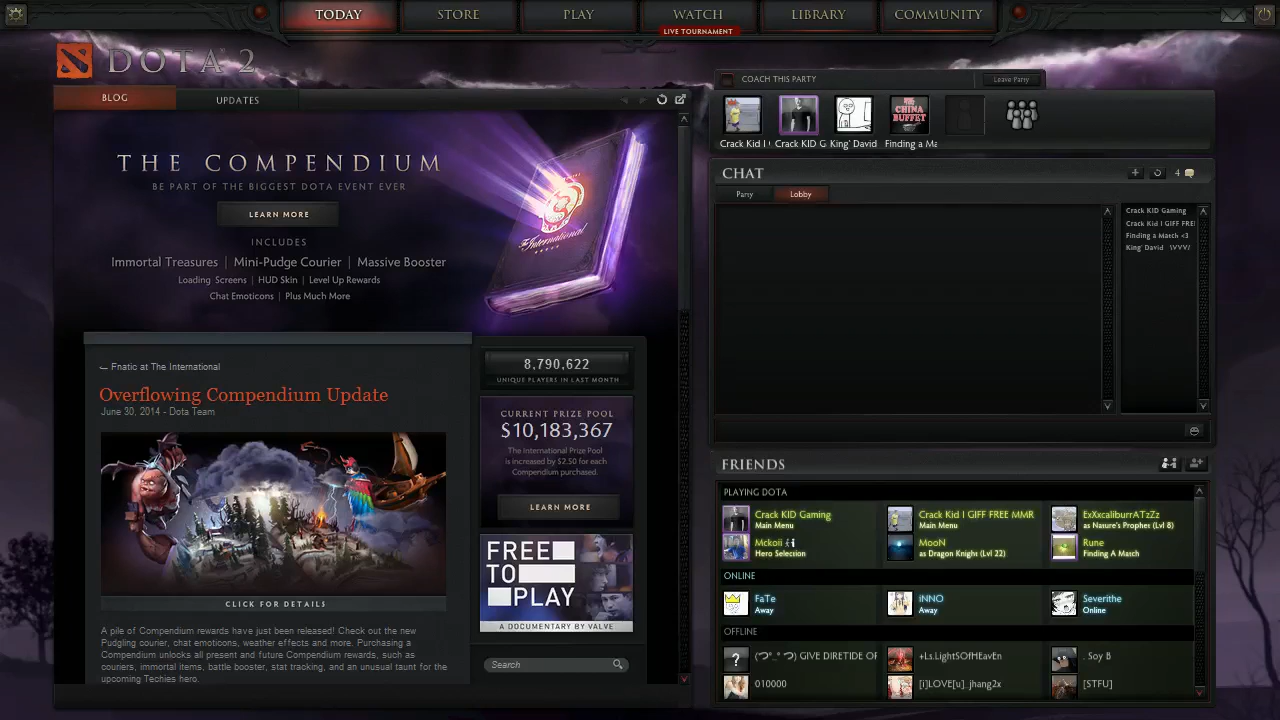 TODAY
STORE
PLAY
WATCH
LIBRARY
COMMUNITY
LIVE TOURNAMENT
DOTA 2
BLOG
UPDATES
THE COMPENDIUM
BE PART OF THE BIGGEST DOTA EVENT EVER
LEARN MORE
INCLUDES
Immortal Treasures | Mini-Pudge Courier | Massive Booster
Loading Screens | HUD Skin | Level Up Rewards
Chat Emoticons | Plus Much More
The International
Fnatic at The International
Overflowing Compendium Update
June 30, 2014 - Dota Team
CLICK FOR DETAILS
A pile of Compendium rewards have just been released! Check out the new
Pudgling courier, chat emoticons, weather effects and more. Purchasing a
Compendium unlocks all present and future Compendium rewards, such as
couriers, immortal items, battle booster, stat tracking, and an unusual taunt for the
upcoming Techies hero.
8,790,622
UNIQUE PLAYERS IN LAST MONTH
CURRENT PRIZE POOL
$10,183,367
The International Prize Pool
is increased by $2.50 for each
Compendium purchased.
LEARN MORE
FREE
TO
PLAY
A DOCUMENTARY BY VALVE
Search
COACH THIS PARTY
Leave Party
THE
CHINA
BUFFET
Crack Kid I
Crack KID G
King' David
Finding a Ma
CHAT
4
Party
Lobby
Crack KID Gaming
Crack Kid I GIFF FREE
Finding a Match <3
King' David
FRIENDS
PLAYING DOTA
Crack KID Gaming
Main Menu
Crack Kid I GIFF FREE MMR
Main Menu
ExXxcaliburrATzZz
as Nature's Prophet (Lvl 8)
Mckoii
Hero Selection
MooN
as Dragon Knight (Lvl 22)
Rune
Finding A Match
ONLINE
FaTe
Away
iNNO
Away
Severithe
Online
OFFLINE
? (つ°_° つ) GIVE DIRETIDE OF
+Ls.LightSOfHEavEn
. Soy B
010000
[i]LOVE[u]_jhang2x
[STFU]